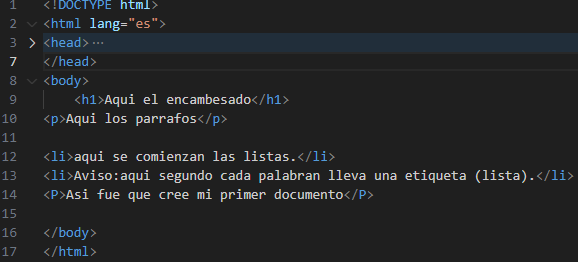 1 <!DOCTYPE html>
2 <html lang="es">
3 <head> ...
7 </head>
8 <body>
9 <h1>Aqui el encambesado</h1>
10 <p>Aqui los parrafos</p>
11
12 <li>aqui se comienzan las listas.</li>
13 <li>Aviso:aqui segundo cada palabran lleva una etiqueta (lista).</li>
14 <P>Asi fue que cree mi primer documento</P>
15
16 </body>
17 </html>